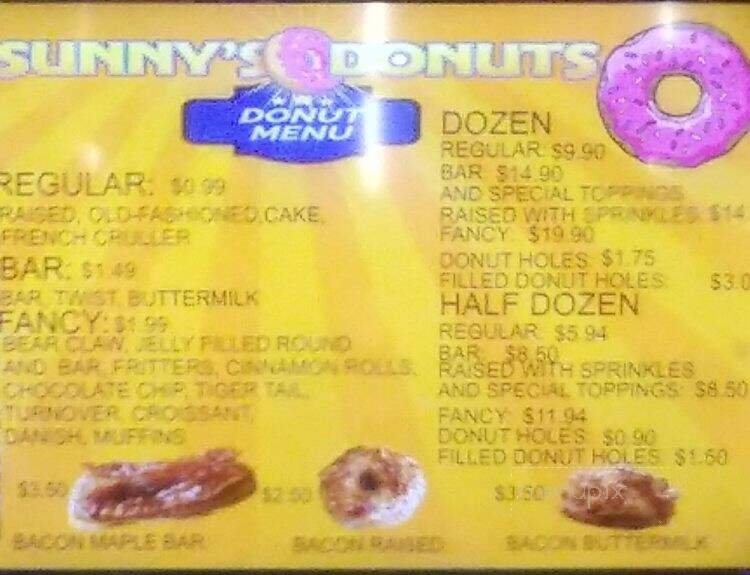 SUNNY'S DONUTS
DONUT
MENU
REGULAR: $0.99
RAISED, OLD-FASHIONED, CAKE,
FRENCH CRULLER
BAR: $1.49
BAR, TWIST, BUTTERMILK
FANCY: $1.99
BEAR CLAW, JELLY FILLED ROUND
AND BAR, FRITTERS, CINNAMON ROLLS,
CHOCOLATE CHIP, TIGER TAIL,
TURNOVER, CROISSANT,
DANISH, MUFFINS
DOZEN
REGULAR: $9.90
BAR: $14.90
AND SPECIAL TOPPINGS
RAISED WITH SPRINKLES: $14
FANCY: $19.90
DONUT HOLES: $1.75
FILLED DONUT HOLES: $3.0
HALF DOZEN
REGULAR: $5.94
BAR: $8.50
RAISED WITH SPRINKLES
AND SPECIAL TOPPINGS: $8.50
FANCY: $11.94
DONUT HOLES: $0.90
FILLED DONUT HOLES: $1.50
$3.50
BACON MAPLE BAR
$2.50
BACON RAISED
$3.50
BACON BUTTERMILK